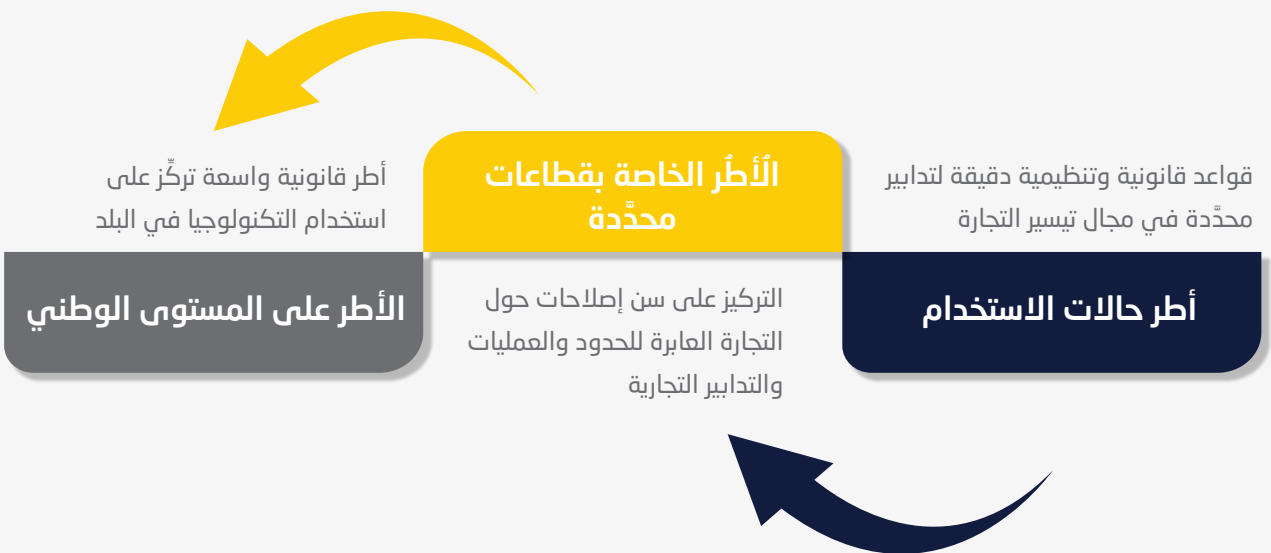 قواعد قانونية وتنظيمية دقيقة لتدابير
محدَّدة في مجال تيسير التجارة
أطر حالات الاستخدام
الُأطُر الخاصة بقطاعات
محدَّدة
التركيز على سن إصلاحات حول
التجارة العابرة للحدود والعمليات
والتدابير التجارية
أطر قانونية واسعة تركِّز على
استخدام التكنولوجيا في البلد
الأطر على المستوى الوطني